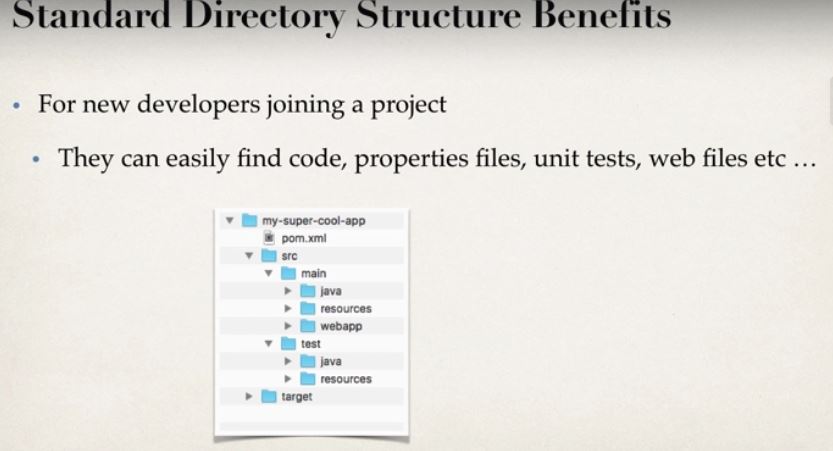 Standard Directory Structure Benefits
• For new developers joining a project
• They can easily find code, properties files, unit tests, web files etc …
my-super-cool-app
pom.xml
src
main
java
resources
webapp
test
java
resources
target